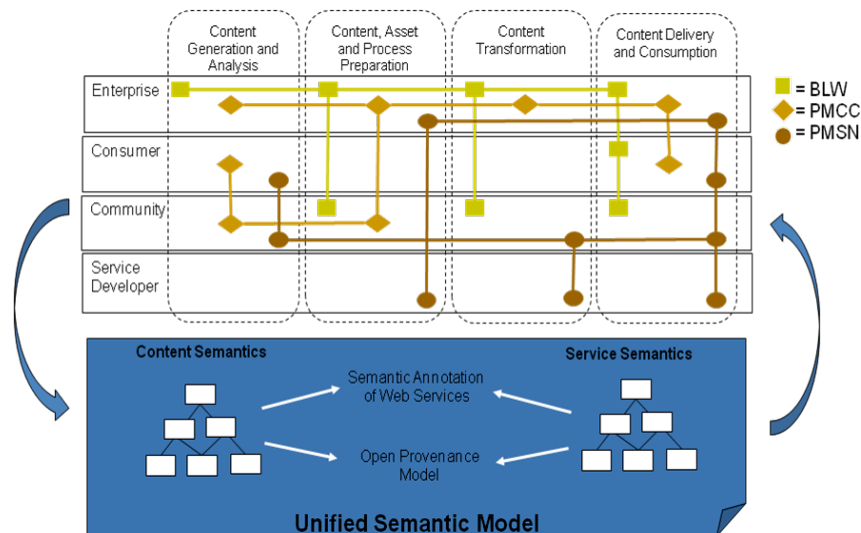 Content
Generation and
Analysis
Content, Asset
and Process
Preparation
Content
Transformation
Content Delivery
and Consumption
Enterprise
Consumer
Community
Service
Developer
= BLW
= PMCC
= PMSN
Content Semantics
Service Semantics
Semantic Annotation
of Web Services
Open Provenance
Model
Unified Semantic Model